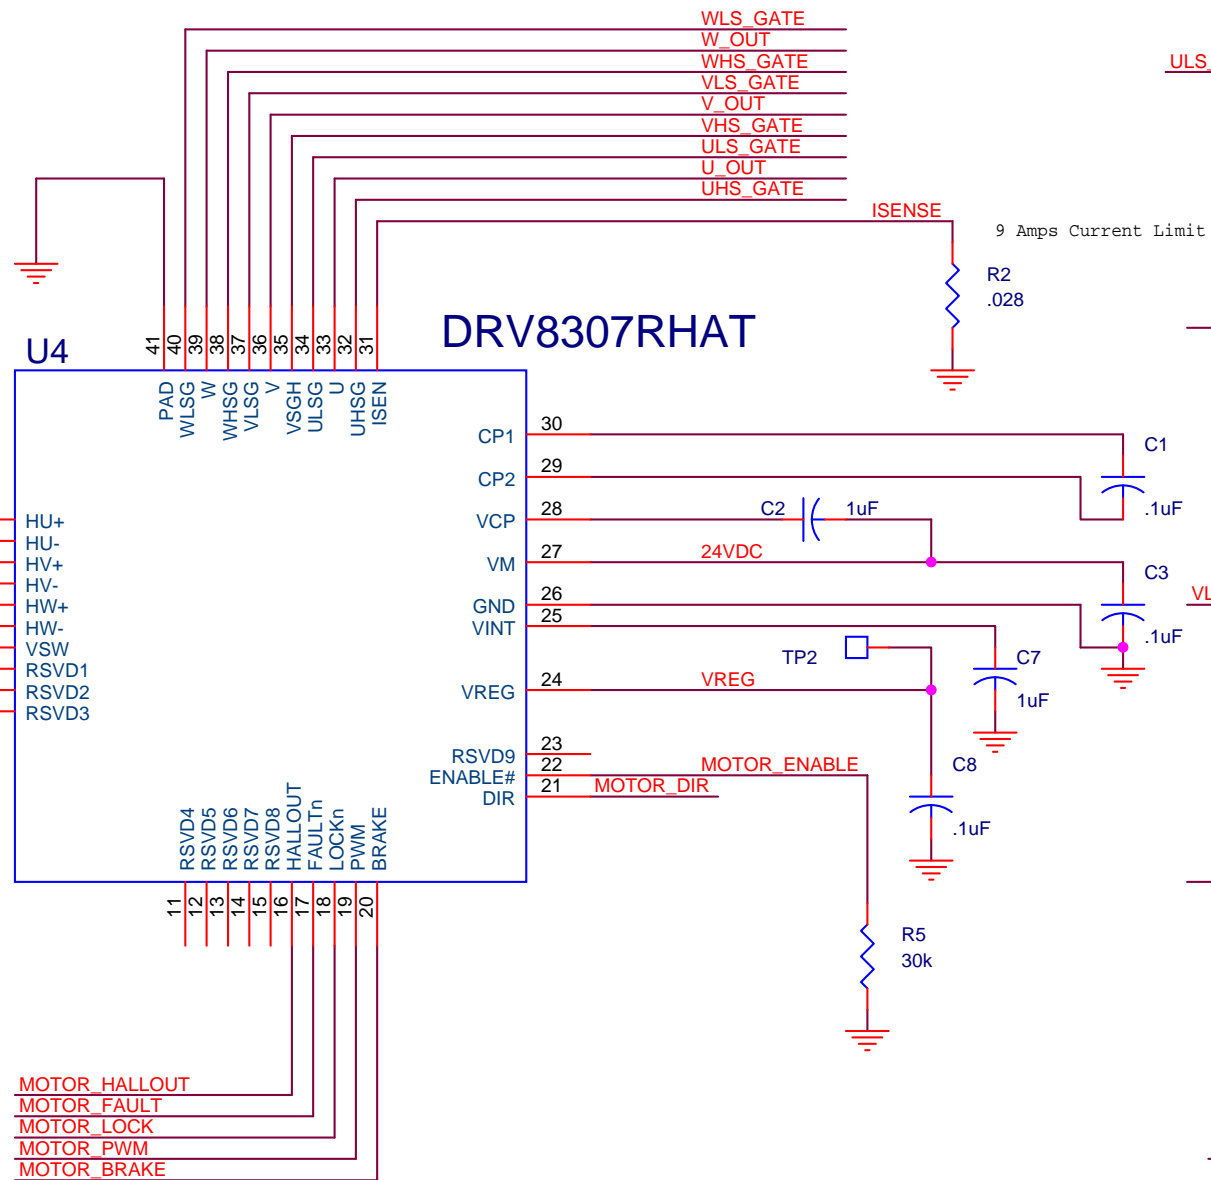 WLS_GATE
W_OUT
WHS_GATE
VLS_GATE
V_OUT
VHS_GATE
ULS_GATE
U_OUT
UHS_GATE
ISENSE
ULS_
9 Amps Current Limit
R2
.028
DRV8307RHAT
U4
41 40 39 38 37 36 35 34 33 32 31
PAD WLSG W WHSG VLSG V VSGH ULSG U UHSG ISEN
CP1 30
C1
.1uF
CP2 29
VCP 28
C2 1uF
VM 27 24VDC
C3
.1uF
GND 26
VINT 25
VL
TP2
C7
1uF
VREG 24 VREG
RSVD9 23
ENABLE# 22 MOTOR_ENABLE
DIR 21 MOTOR_DIR
C8
.1uF
HU+
HU-
HV+
HV-
HW+
HW-
VSW
RSVD1
RSVD2
RSVD3
RSVD4 RSVD5 RSVD6 RSVD7 RSVD8 HALLOUT FAULTn LOCKn PWM BRAKE
11 12 13 14 15 16 17 18 19 20
R5
30k
MOTOR_HALLOUT
MOTOR_FAULT
MOTOR_LOCK
MOTOR_PWM
MOTOR_BRAKE